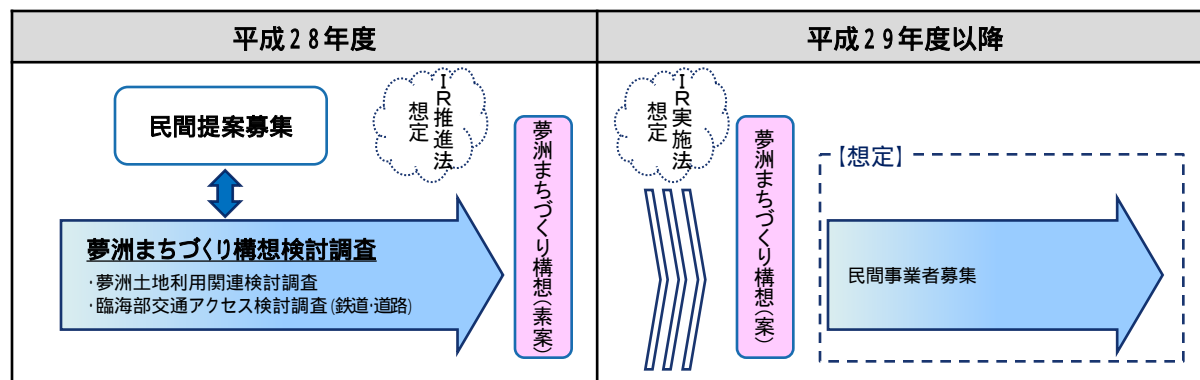 平成28年度
民間提案募集
IR推進法
想定
夢洲まちづくり構想検討調査
・夢洲土地利用関連検討調査
・臨海部交通アクセス検討調査(鉄道・道路)
夢洲まちづくり構想(素案)
平成29年度以降
IR実施法
想定
夢洲まちづくり構想(案)
【想定】
民間事業者募集